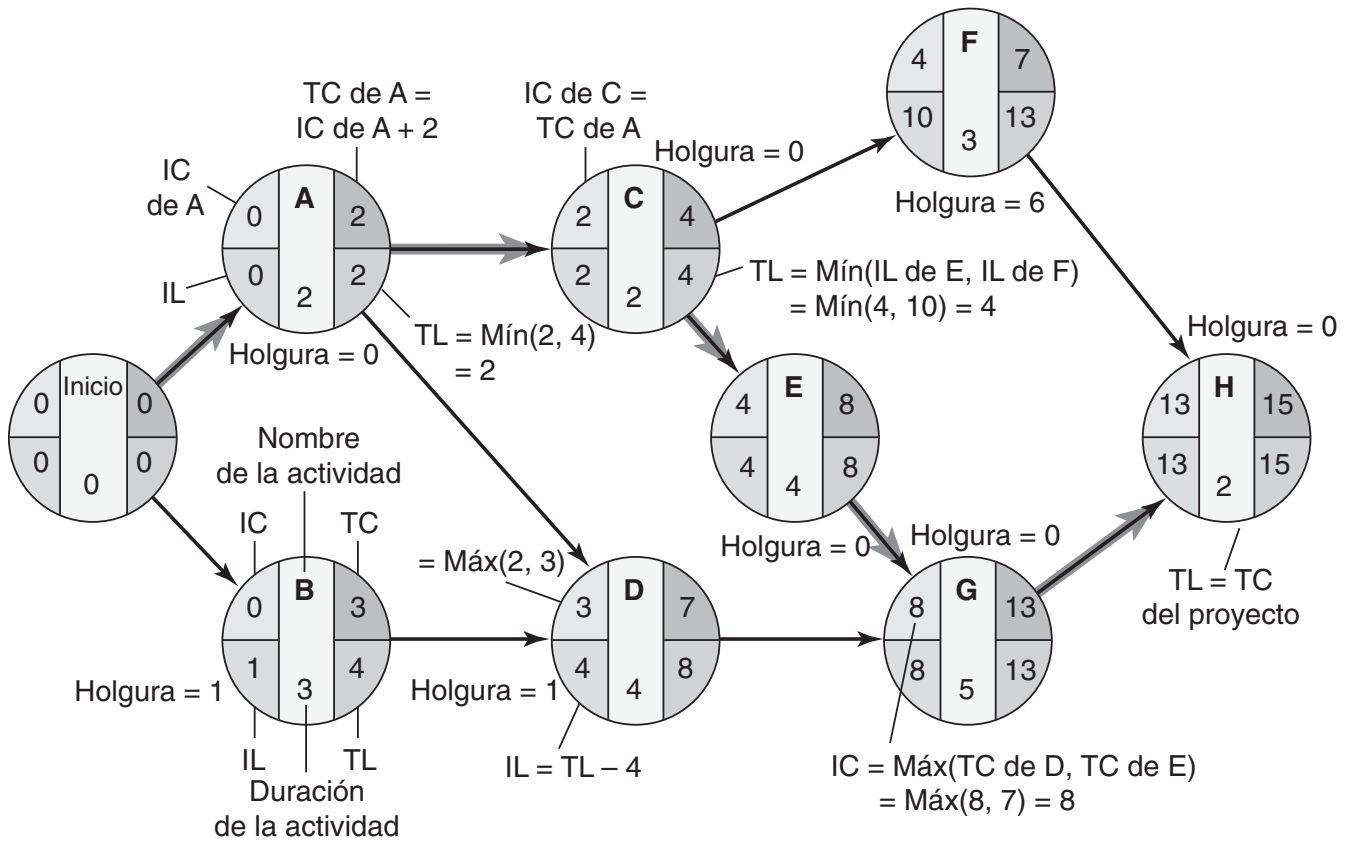 F
4
7
10
13
3
TC de A =
IC de A + 2
IC de C =
TC de A
Holgura = 0
IC
de A
A
0
2
0
2
2
C
2
4
2
4
2
Holgura = 6
IL
TL = Mín(IL de E, IL de F)
= Mín(4, 10) = 4
TL = Mín(2, 4)
= 2
Holgura = 0
Holgura = 0
Inicio
0
0
0
0
0
E
4
8
4
8
4
H
13
15
13
15
2
Nombre
de la actividad
IC
TC
= Máx(2, 3)
Holgura = 0
Holgura = 0
B
0
3
1
4
3
D
3
7
4
8
4
G
8
13
8
13
5
TL = TC
del proyecto
Holgura = 1
Holgura = 1
IL
TL
IL = TL – 4
IC = Máx(TC de D, TC de E)
= Máx(8, 7) = 8
Duración
de la actividad